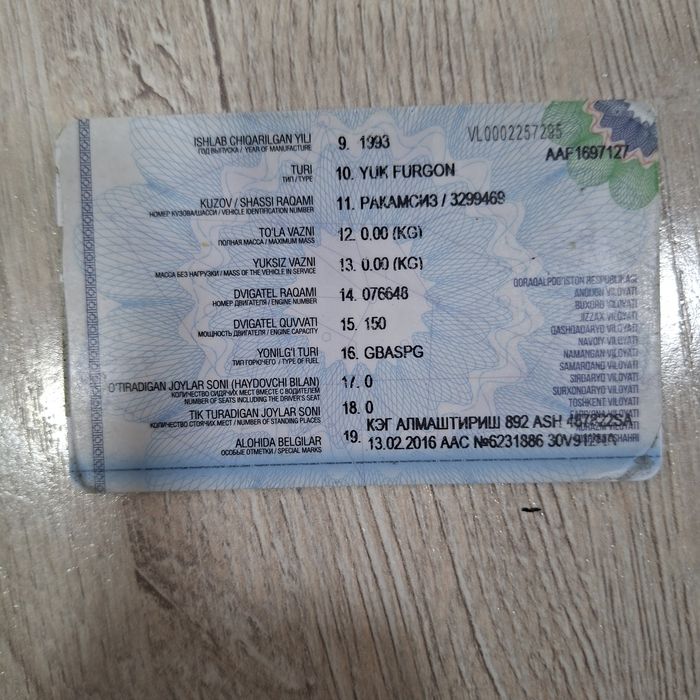 VL0002257295
AAF1697127
ISHLAB CHIQARILGAN YILI 9. 1993
ГОД ВЫПУСКА / YEAR OF MANUFACTURE
TURI 10. YUK FURGON
ТИП / TYPE
KUZOV / SHASSI RAQAMI 11. РАКАМСИЗ / 3299469
НОМЕР КУЗОВА/ШАССИ / VEHICLE IDENTIFICATION NUMBER
TO'LA VAZNI 12. 0.00 (KG)
ПОЛНАЯ МАССА / MAXIMUM MASS
YUKSIZ VAZNI 13. 0.00 (KG)
МАССА БЕЗ НАГРУЗКИ / MASS OF THE VEHICLE IN SERVICE
DVIGATEL RAQAMI 14. 076648
НОМЕР ДВИГАТЕЛЯ / ENGINE NUMBER
DVIGATEL QUVVATI 15. 150
МОЩНОСТЬ ДВИГАТЕЛЯ / ENGINE CAPACITY
YONILG'I TURI 16. GBASPG
ТИП ГОРЮЧЕГО / TYPE OF FUEL
O'TIRADIGAN JOYLAR SONI (HAYDOVCHI BILAN) 17. 0
КОЛИЧЕСТВО СИДЯЧИХ МЕСТ ВМЕСТЕ С ВОДИТЕЛЕМ
NUMBER OF SEATS INCLUDING THE DRIVER'S SEAT
TIK TURADIGAN JOYLAR SONI 18. 0
КОЛИЧЕСТВО СТОЯЧИХ МЕСТ / NUMBER OF STANDING PLACES
ALOHIDA BELGILAR 19. КЭГ АЛМАШТИРИШ 892 ASH
ОСОБЫЕ ОТМЕТКИ / SPECIAL MARKS
13.02.2016 ААС №6231886
QORAQALPOG'ISTON RESPUBLIKASI
ANDIJON VILOYATI
BUXORO VILOYATI
JIZZAX VILOYATI
QASHQADARYO VILOYATI
NAVOIY VILOYATI
NAMANGAN VILOYATI
SAMARQAND VILOYATI
SIRDARYO VILOYATI
SURXONDARYO VILOYATI
TOSHKENT VILOYATI